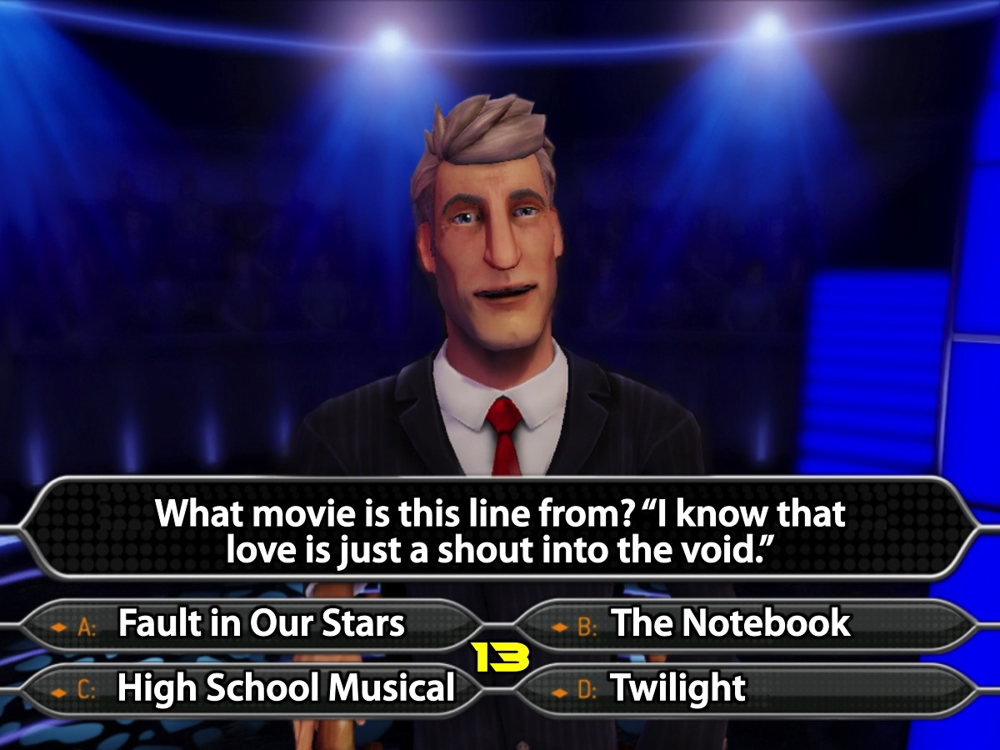 What movie is this line from? “I know that
love is just a shout into the void.”
A: Fault in Our Stars
B: The Notebook
13
C: High School Musical
D: Twilight